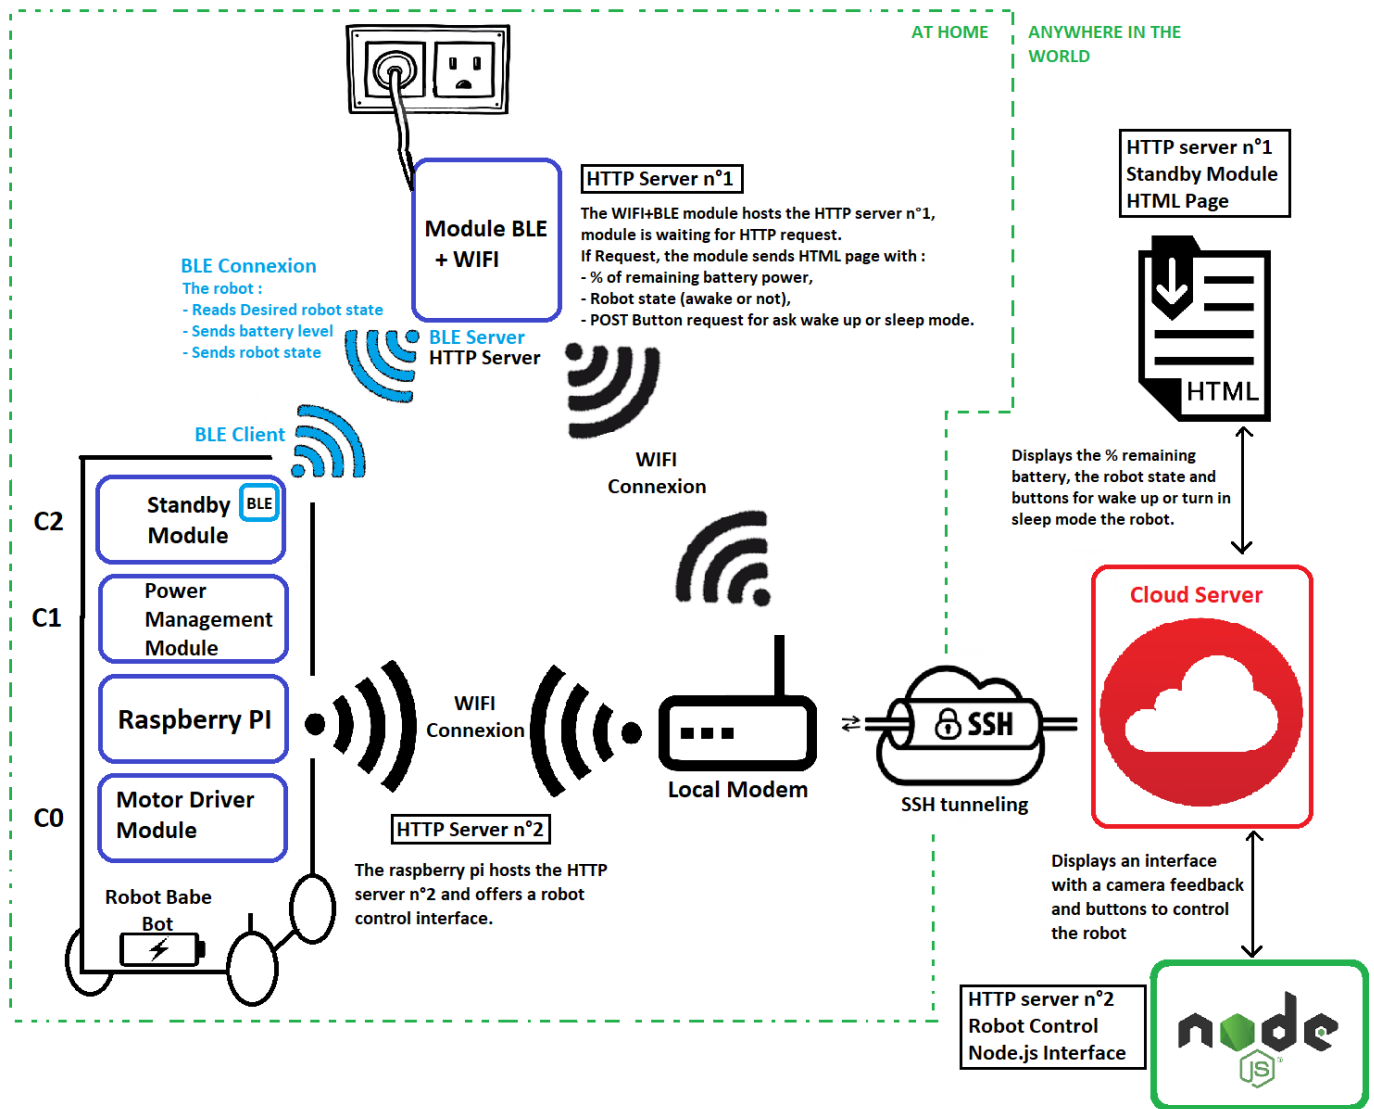 AT HOME
ANYWHERE IN THE
WORLD
HTTP server n°1
Standby Module
HTML Page
HTTP Server n°1
The WIFI+BLE module hosts the HTTP server n°1,
module is waiting for HTTP request.
If Request, the module sends HTML page with :
- % of remaining battery power,
- Robot state (awake or not),
- POST Button request for ask wake up or sleep mode.
Module BLE
+ WIFI
BLE Connexion
The robot :
- Reads Desired robot state
- Sends battery level
- Sends robot state
BLE Server
HTTP Server
HTML
BLE Client
WIFI
Connexion
Displays the % remaining
battery, the robot state and
buttons for wake up or turn in
sleep mode the robot.
C2
Standby
Module
BLE
C1
Power
Management
Module
Cloud Server
Raspberry PI
WIFI
Connexion
SSH
Local Modem
SSH tunneling
C0
Motor Driver
Module
HTTP Server n°2
The raspberry pi hosts the HTTP
server n°2 and offers a robot
control interface.
Displays an interface
with a camera feedback
and buttons to control
the robot
Robot Babe
Bot
HTTP server n°2
Robot Control
Node.js Interface
node
JS